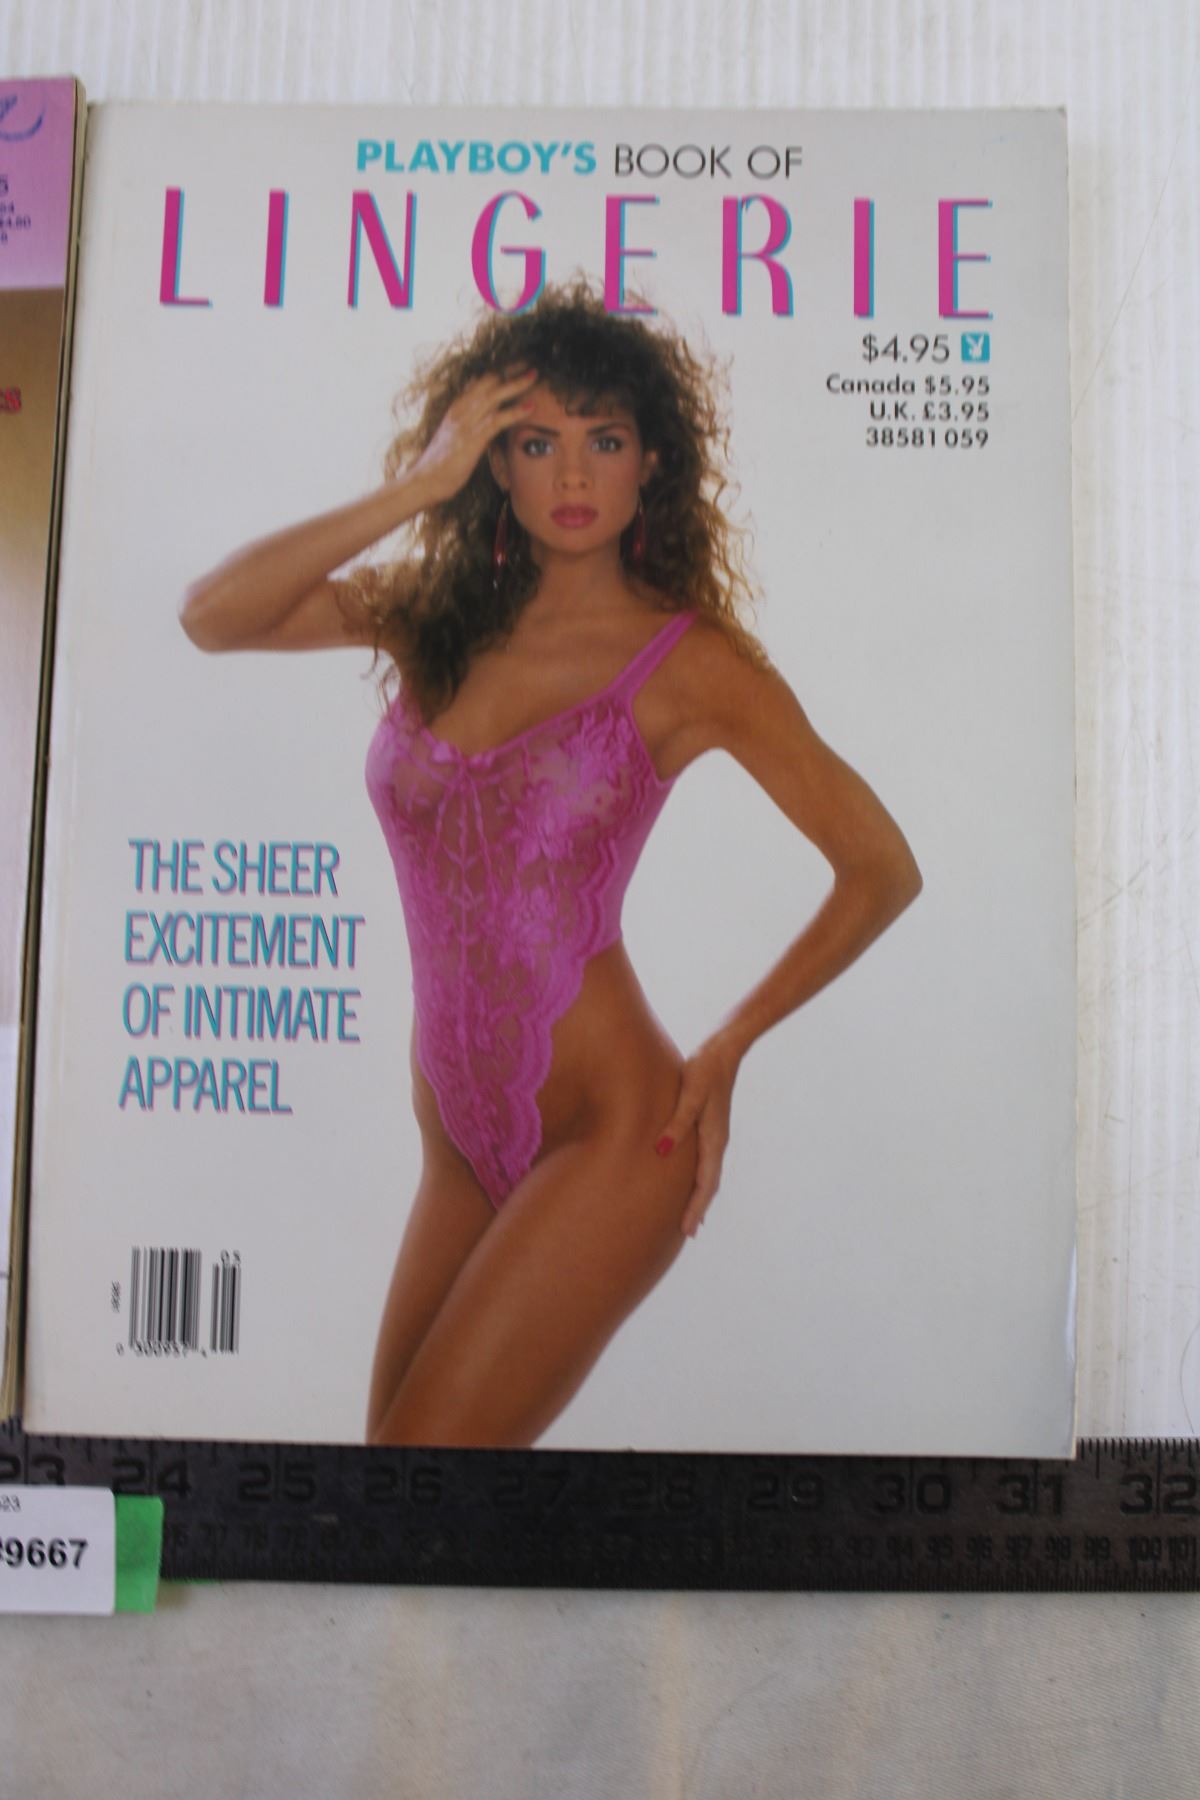 PLAYBOY'S BOOK OF
LINGERIE
$4.95
Canada $5.95
U.K. £3.95
38581 059
THE SHEER
EXCITEMENT
OF INTIMATE
APPAREL
05
23 24 25 26 27 28 29 30 31 32
9667